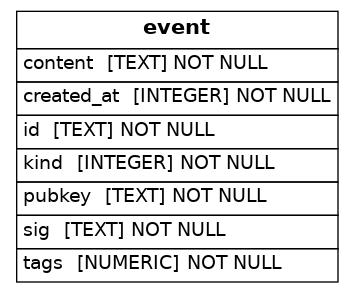 event
content [TEXT] NOT NULL
created_at [INTEGER] NOT NULL
id [TEXT] NOT NULL
kind [INTEGER] NOT NULL
pubkey [TEXT] NOT NULL
sig [TEXT] NOT NULL
tags [NUMERIC] NOT NULL